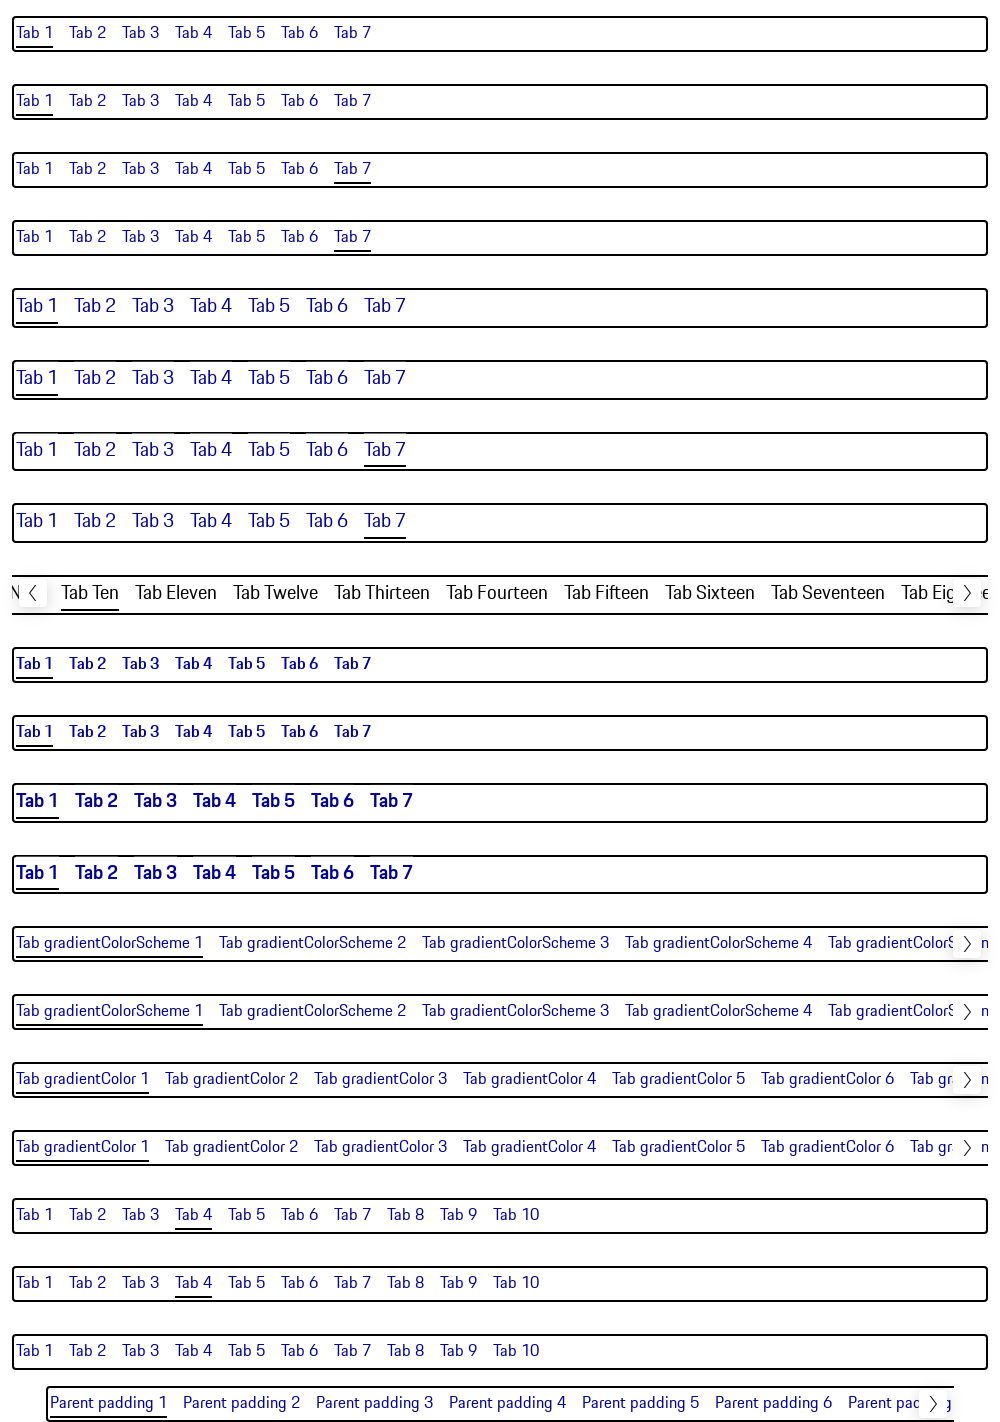 Tab 1 Tab 2 Tab 3 Tab 4 Tab 5 Tab 6 Tab 7
Tab 1 Tab 2 Tab 3 Tab 4 Tab 5 Tab 6 Tab 7
Tab 1 Tab 2 Tab 3 Tab 4 Tab 5 Tab 6 Tab 7
Tab 1 Tab 2 Tab 3 Tab 4 Tab 5 Tab 6 Tab 7
Tab 1 Tab 2 Tab 3 Tab 4 Tab 5 Tab 6 Tab 7
Tab 1 Tab 2 Tab 3 Tab 4 Tab 5 Tab 6 Tab 7
Tab 1 Tab 2 Tab 3 Tab 4 Tab 5 Tab 6 Tab 7
Tab 1 Tab 2 Tab 3 Tab 4 Tab 5 Tab 6 Tab 7
Tab Ten Tab Eleven Tab Twelve Tab Thirteen Tab Fourteen Tab Fifteen Tab Sixteen Tab Seventeen Tab
Tab 1 Tab 2 Tab 3 Tab 4 Tab 5 Tab 6 Tab 7
Tab 1 Tab 2 Tab 3 Tab 4 Tab 5 Tab 6 Tab 7
Tab 1 Tab 2 Tab 3 Tab 4 Tab 5 Tab 6 Tab 7
Tab 1 Tab 2 Tab 3 Tab 4 Tab 5 Tab 6 Tab 7
Tab gradientColorScheme 1 Tab gradientColorScheme 2 Tab gradientColorScheme 3 Tab gradientColorScheme 4 Tab
Tab gradientColorScheme 1 Tab gradientColorScheme 2 Tab gradientColorScheme 3 Tab gradientColorScheme 4 Tab
Tab gradientColor 1 Tab gradientColor 2 Tab gradientColor 3 Tab gradientColor 4 Tab gradientColor 5 Tab gradientColor 6 Tab
Tab gradientColor 1 Tab gradientColor 2 Tab gradientColor 3 Tab gradientColor 4 Tab gradientColor 5 Tab gradientColor 6 Tab
Tab 1 Tab 2 Tab 3 Tab 4 Tab 5 Tab 6 Tab 7 Tab 8 Tab 9 Tab 10
Tab 1 Tab 2 Tab 3 Tab 4 Tab 5 Tab 6 Tab 7 Tab 8 Tab 9 Tab 10
Tab 1 Tab 2 Tab 3 Tab 4 Tab 5 Tab 6 Tab 7 Tab 8 Tab 9 Tab 10
Parent padding 1 Parent padding 2 Parent padding 3 Parent padding 4 Parent padding 5 Parent padding 6 Parent